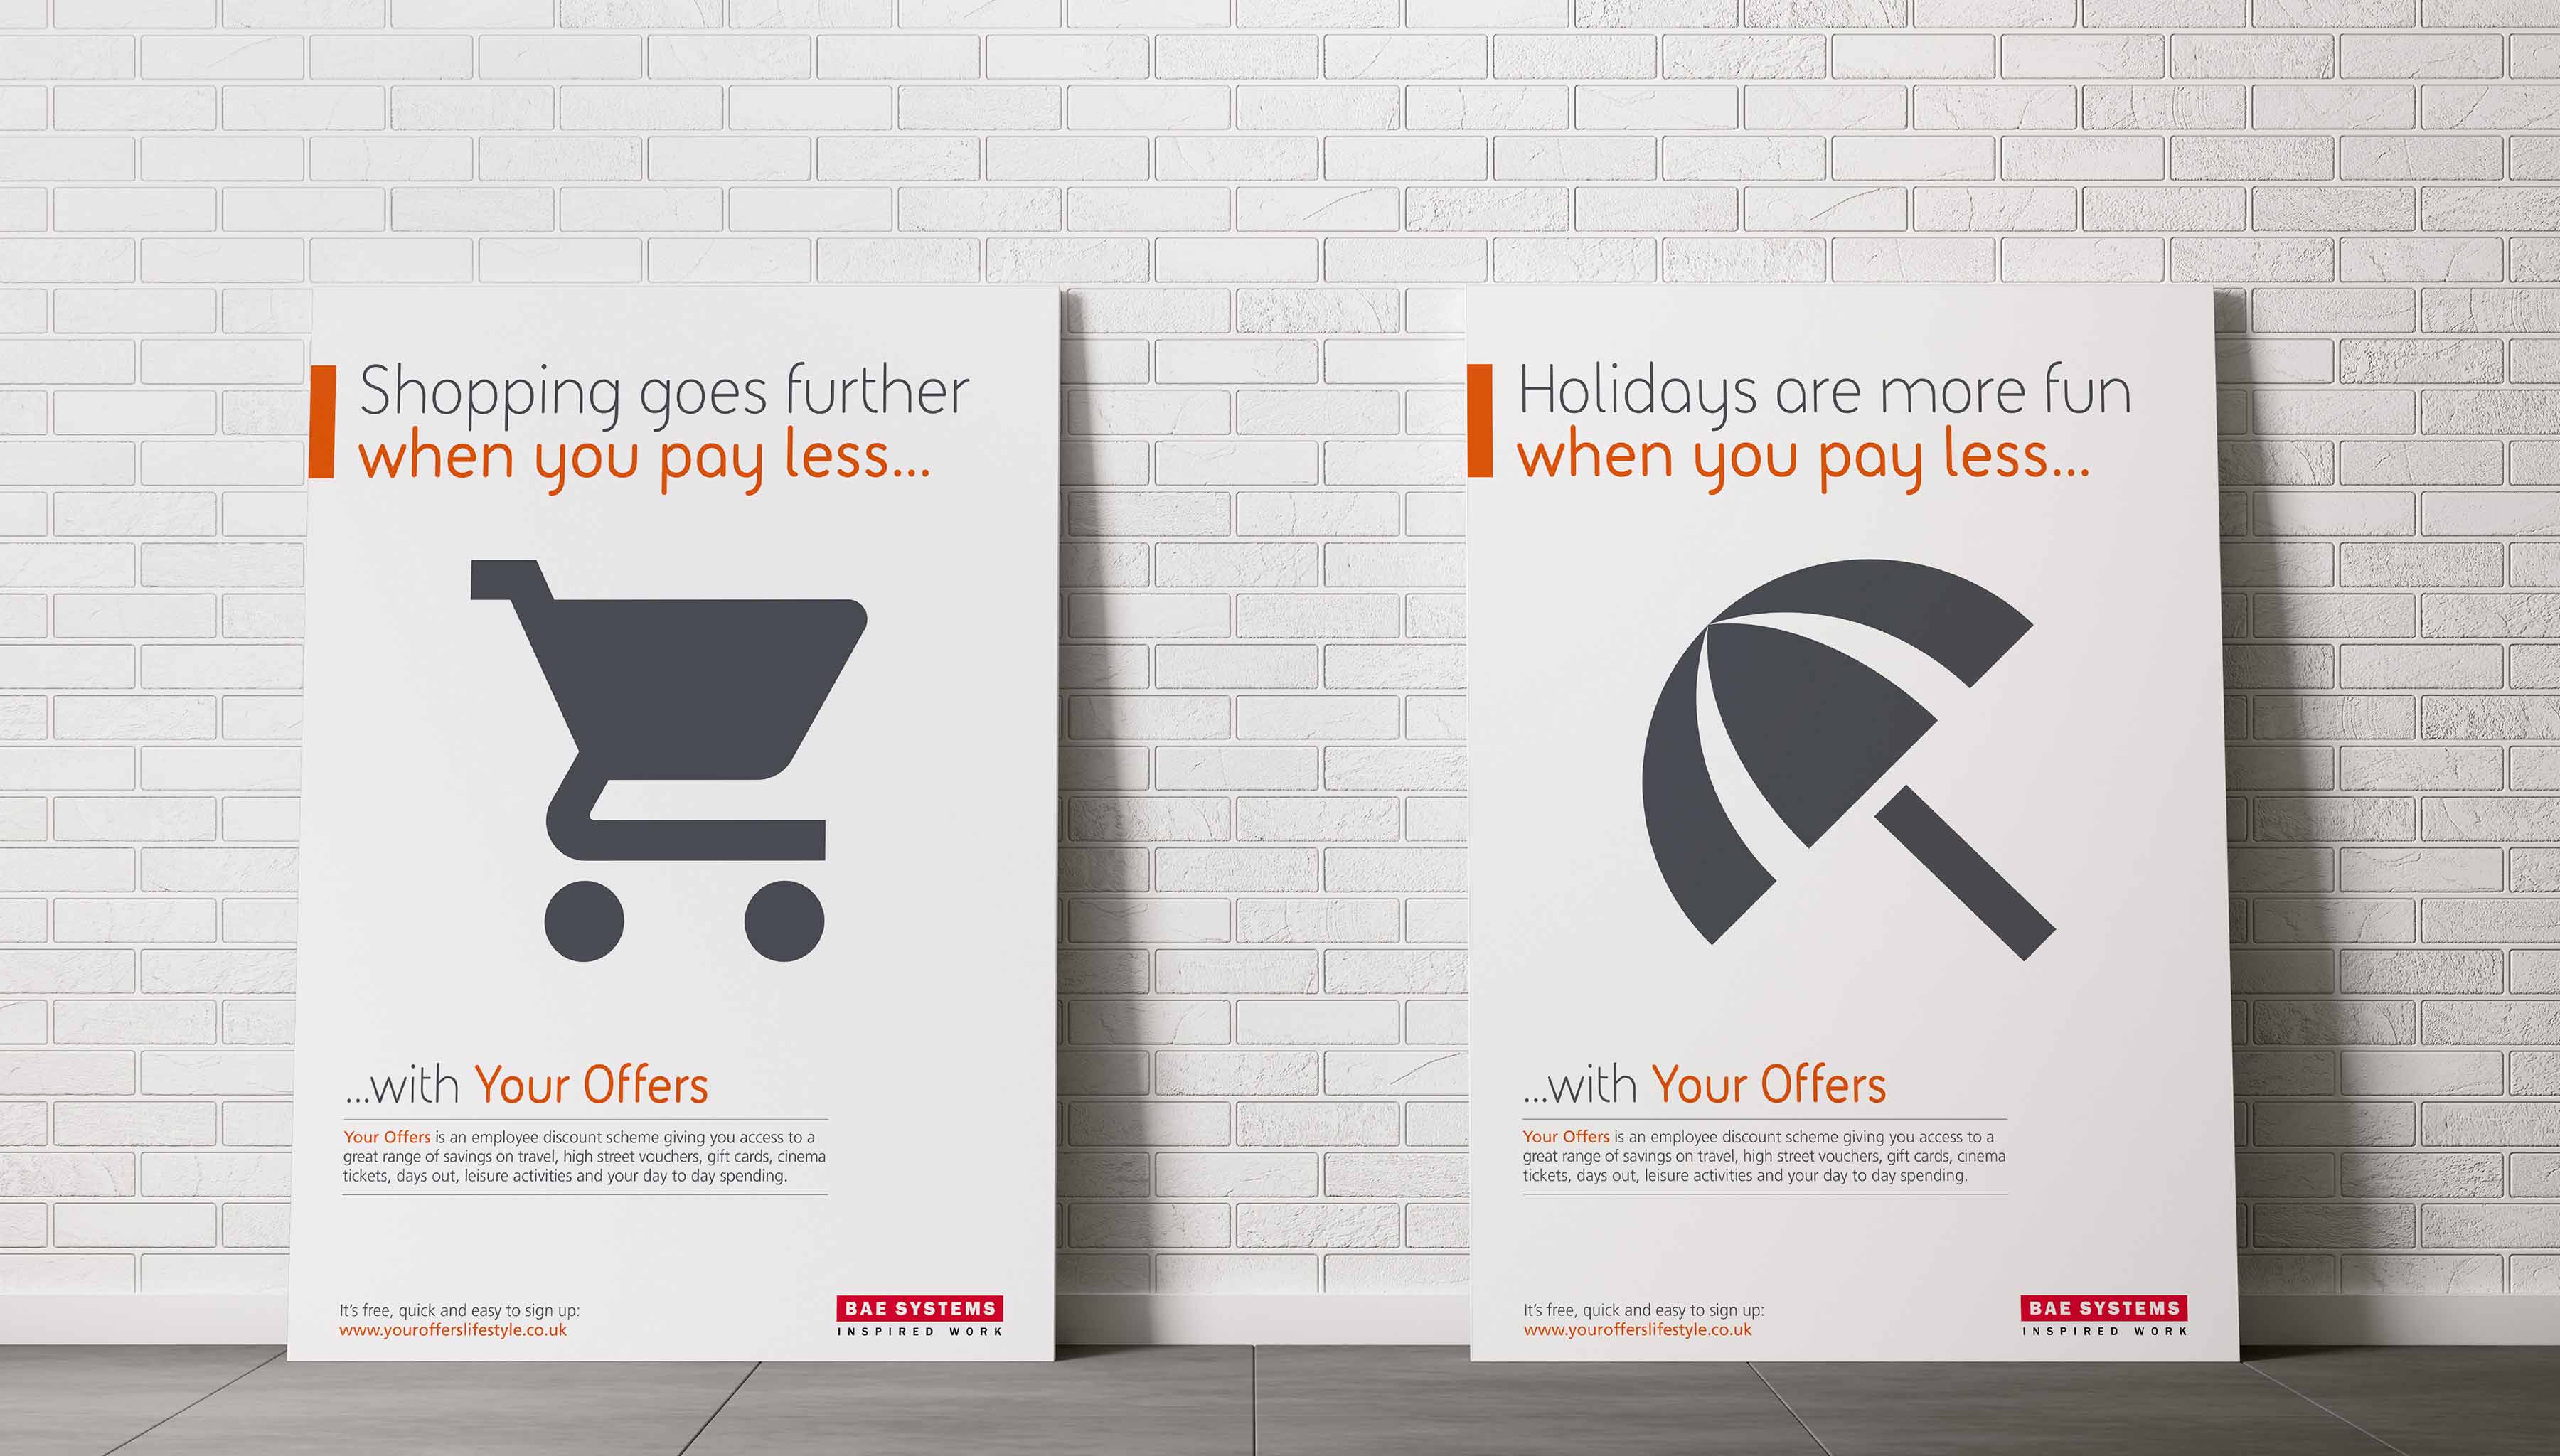 Shopping goes further
when you pay less...
...with Your Offers
Your Offers is an employee discount scheme giving you access to a
great range of savings on travel, high street vouchers, gift cards, cinema
tickets, days out, leisure activities and your day to day spending.
It's free, quick and easy to sign up:
www.yourofferslifestyle.co.uk
BAE SYSTEMS
INSPIRED WORK
Holidays are more fun
when you pay less...
...with Your Offers
Your Offers is an employee discount scheme giving you access to a
great range of savings on travel, high street vouchers, gift cards, cinema
tickets, days out, leisure activities and your day to day spending.
It's free, quick and easy to sign up:
www.yourofferslifestyle.co.uk
BAE SYSTEMS
INSPIRED WORK